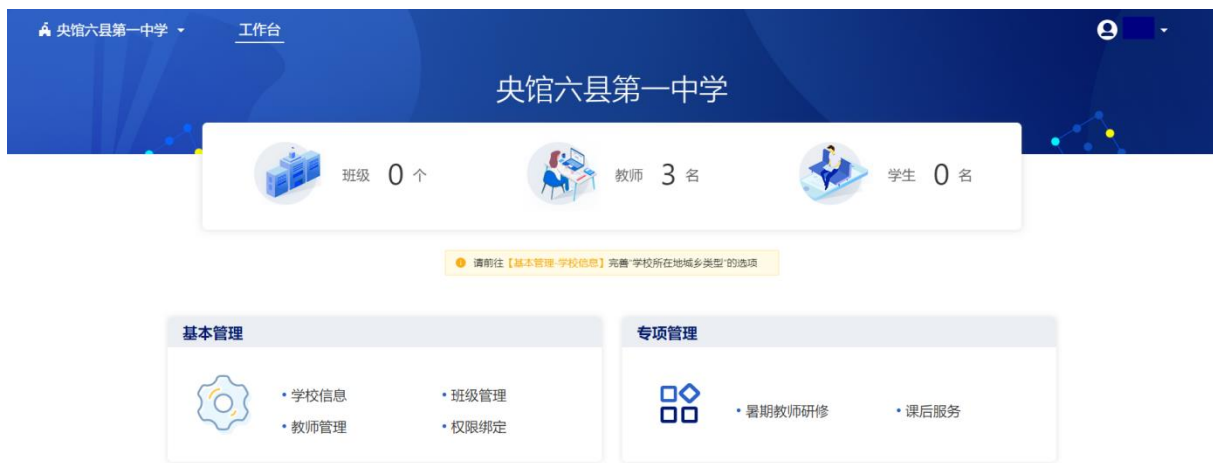 央馆六县第一中学 工作台
央馆六县第一中学
班级 0 个 教师 3 名 学生 0 名
请前往【基本管理-学校信息】完善“学校所在地城乡类型”的选项
基本管理 专项管理
• 学校信息 • 班级管理
• 教师管理 • 权限绑定
• 暑期教师研修 • 课后服务